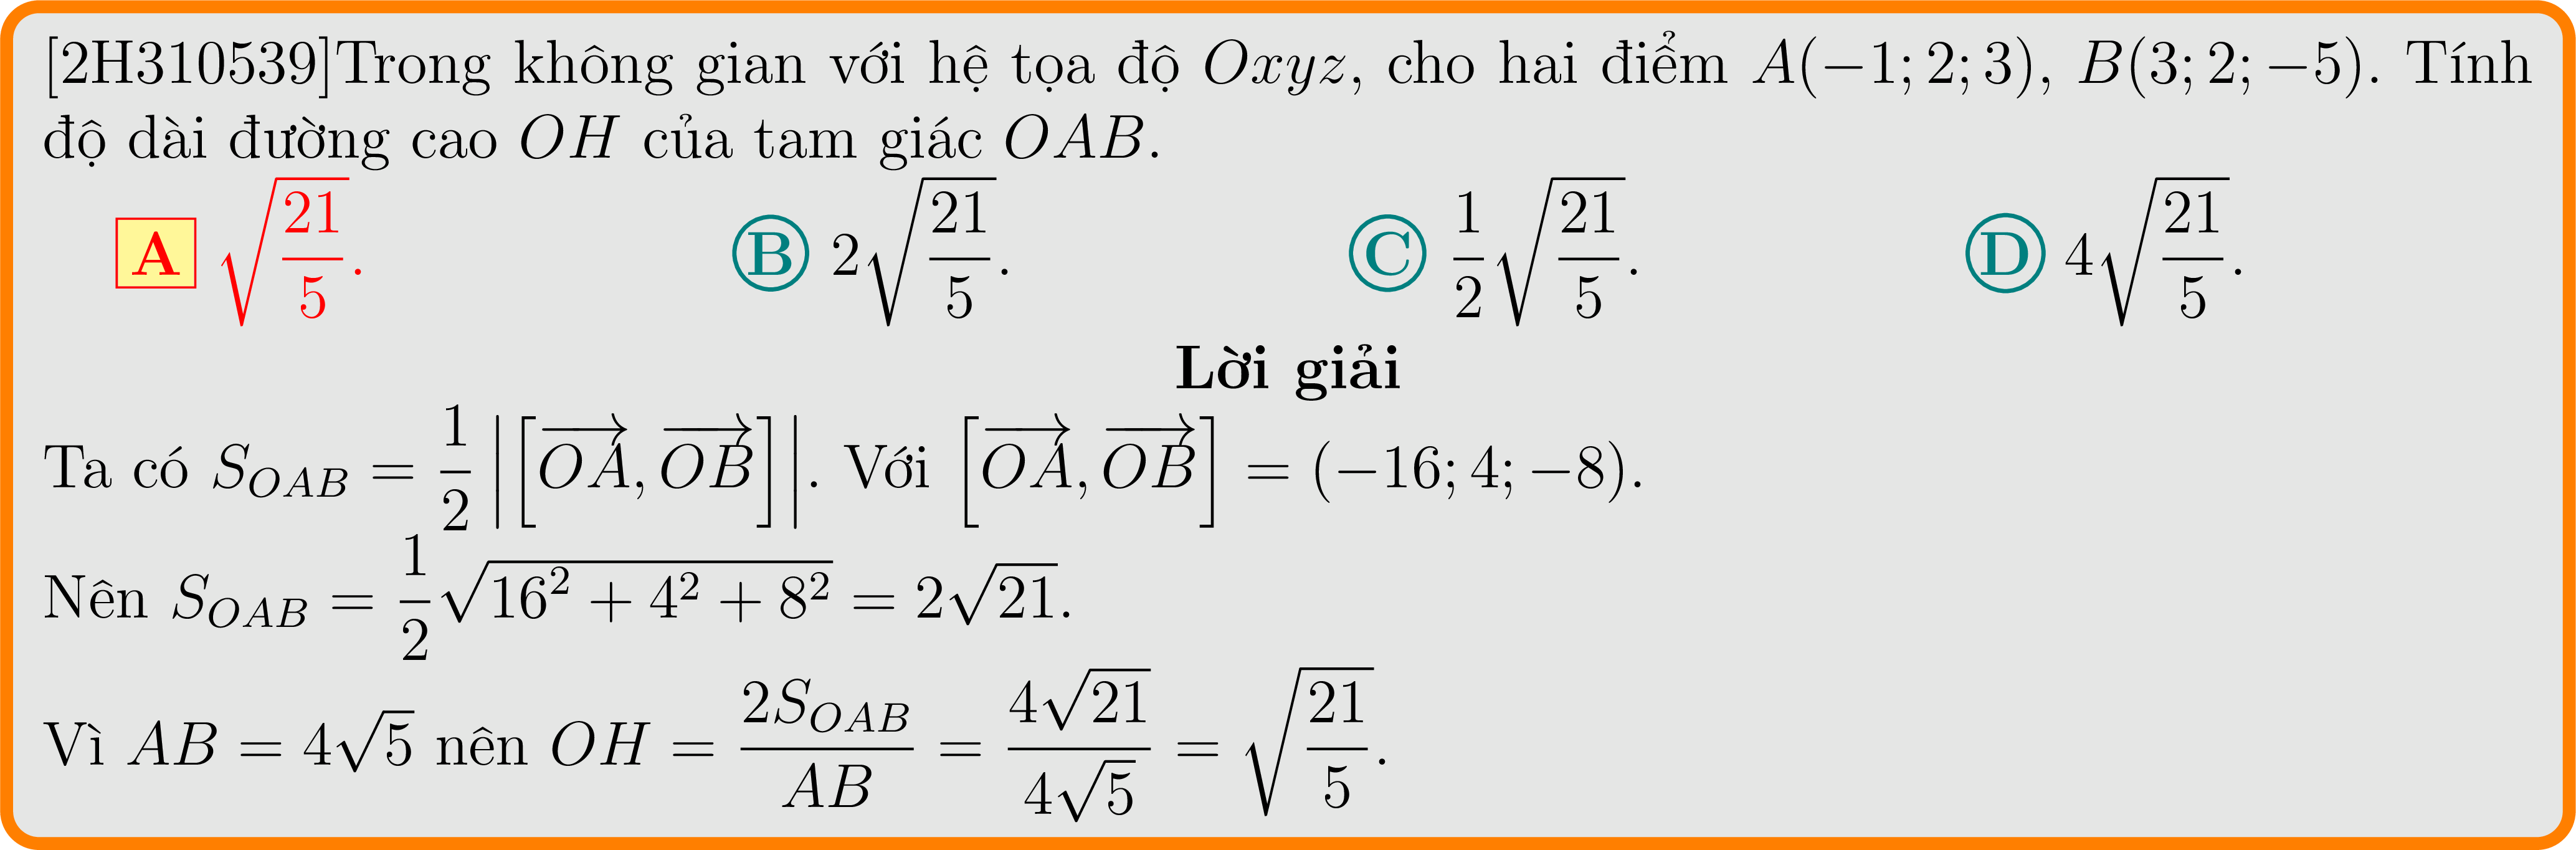 [2H310539]Trong không gian với hệ tọa độ Oxyz, cho hai điểm A(−1; 2; 3), B(3; 2; −5). Tính
độ dài đường cao OH của tam giác OAB.
A $\sqrt{\frac{21}{5}}$. B $2\sqrt{\frac{21}{5}}$. C $\frac{1}{2}\sqrt{\frac{21}{5}}$. D $4\sqrt{\frac{21}{5}}$.
Lời giải
Ta có $S_{OAB} = \frac{1}{2}\left|\left[\overrightarrow{OA}, \overrightarrow{OB}\right]\right|$. Với $\left[\overrightarrow{OA}, \overrightarrow{OB}\right] = (-16; 4; -8)$.
Nên $S_{OAB} = \frac{1}{2}\sqrt{16^2 + 4^2 + 8^2} = 2\sqrt{21}$.
Vì $AB = 4\sqrt{5}$ nên $OH = \frac{2S_{OAB}}{AB} = \frac{4\sqrt{21}}{4\sqrt{5}} = \sqrt{\frac{21}{5}}$.